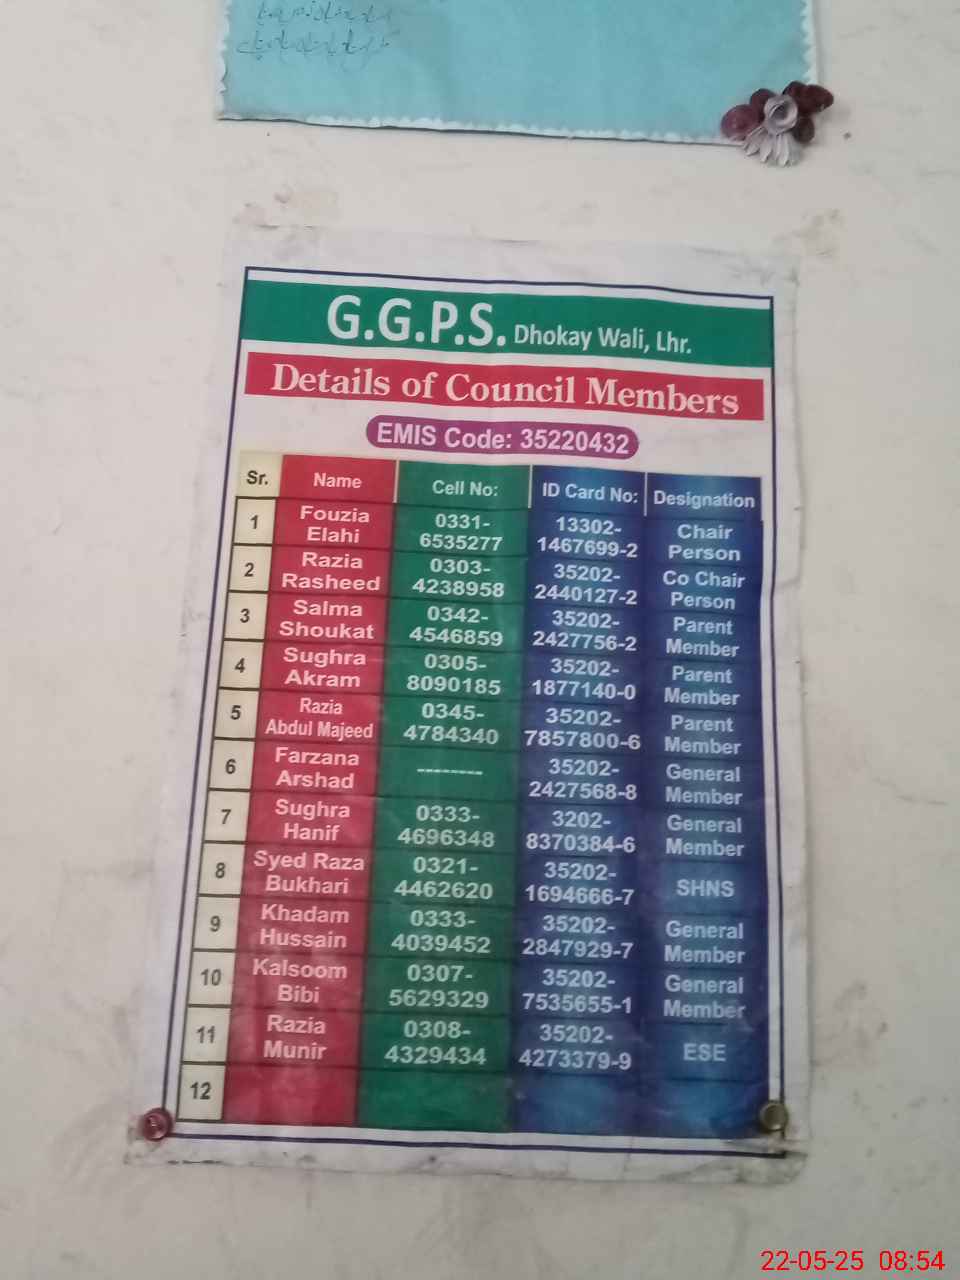 G.G.P.S. Dhokay Wali, Lhr.
Details of Council Members
EMIS Code: 35220432
Sr. Name Cell No: ID Card No: Designation
1 Fouzia Elahi 0331-6535277 13302-1467699-2 Chair Person
2 Razia Rasheed 0303-4238958 35202-2440127-2 Co Chair Person
3 Salma Shoukat 0342-4546859 35202-2427756-2 Parent Member
4 Sughra Akram 0305-8090185 35202-1877140-0 Parent Member
5 Razia Abdul Majeed 0345-4784340 35202-7857800-6 Parent Member
6 Farzana Arshad -------- 35202-2427568-8 General Member
7 Sughra Hanif 0333-4696348 3202-8370384-6 General Member
8 Syed Raza Bukhari 0321-4462620 35202-1694666-7 SHNS
9 Khadam Hussain 0333-4039452 35202-2847929-7 General Member
10 Kalsoom Bibi 0307-5629329 35202-7535655-1 General Member
11 Razia Munir 0308-4329434 35202-4273379-9 ESE
12
22-05-25 08:54